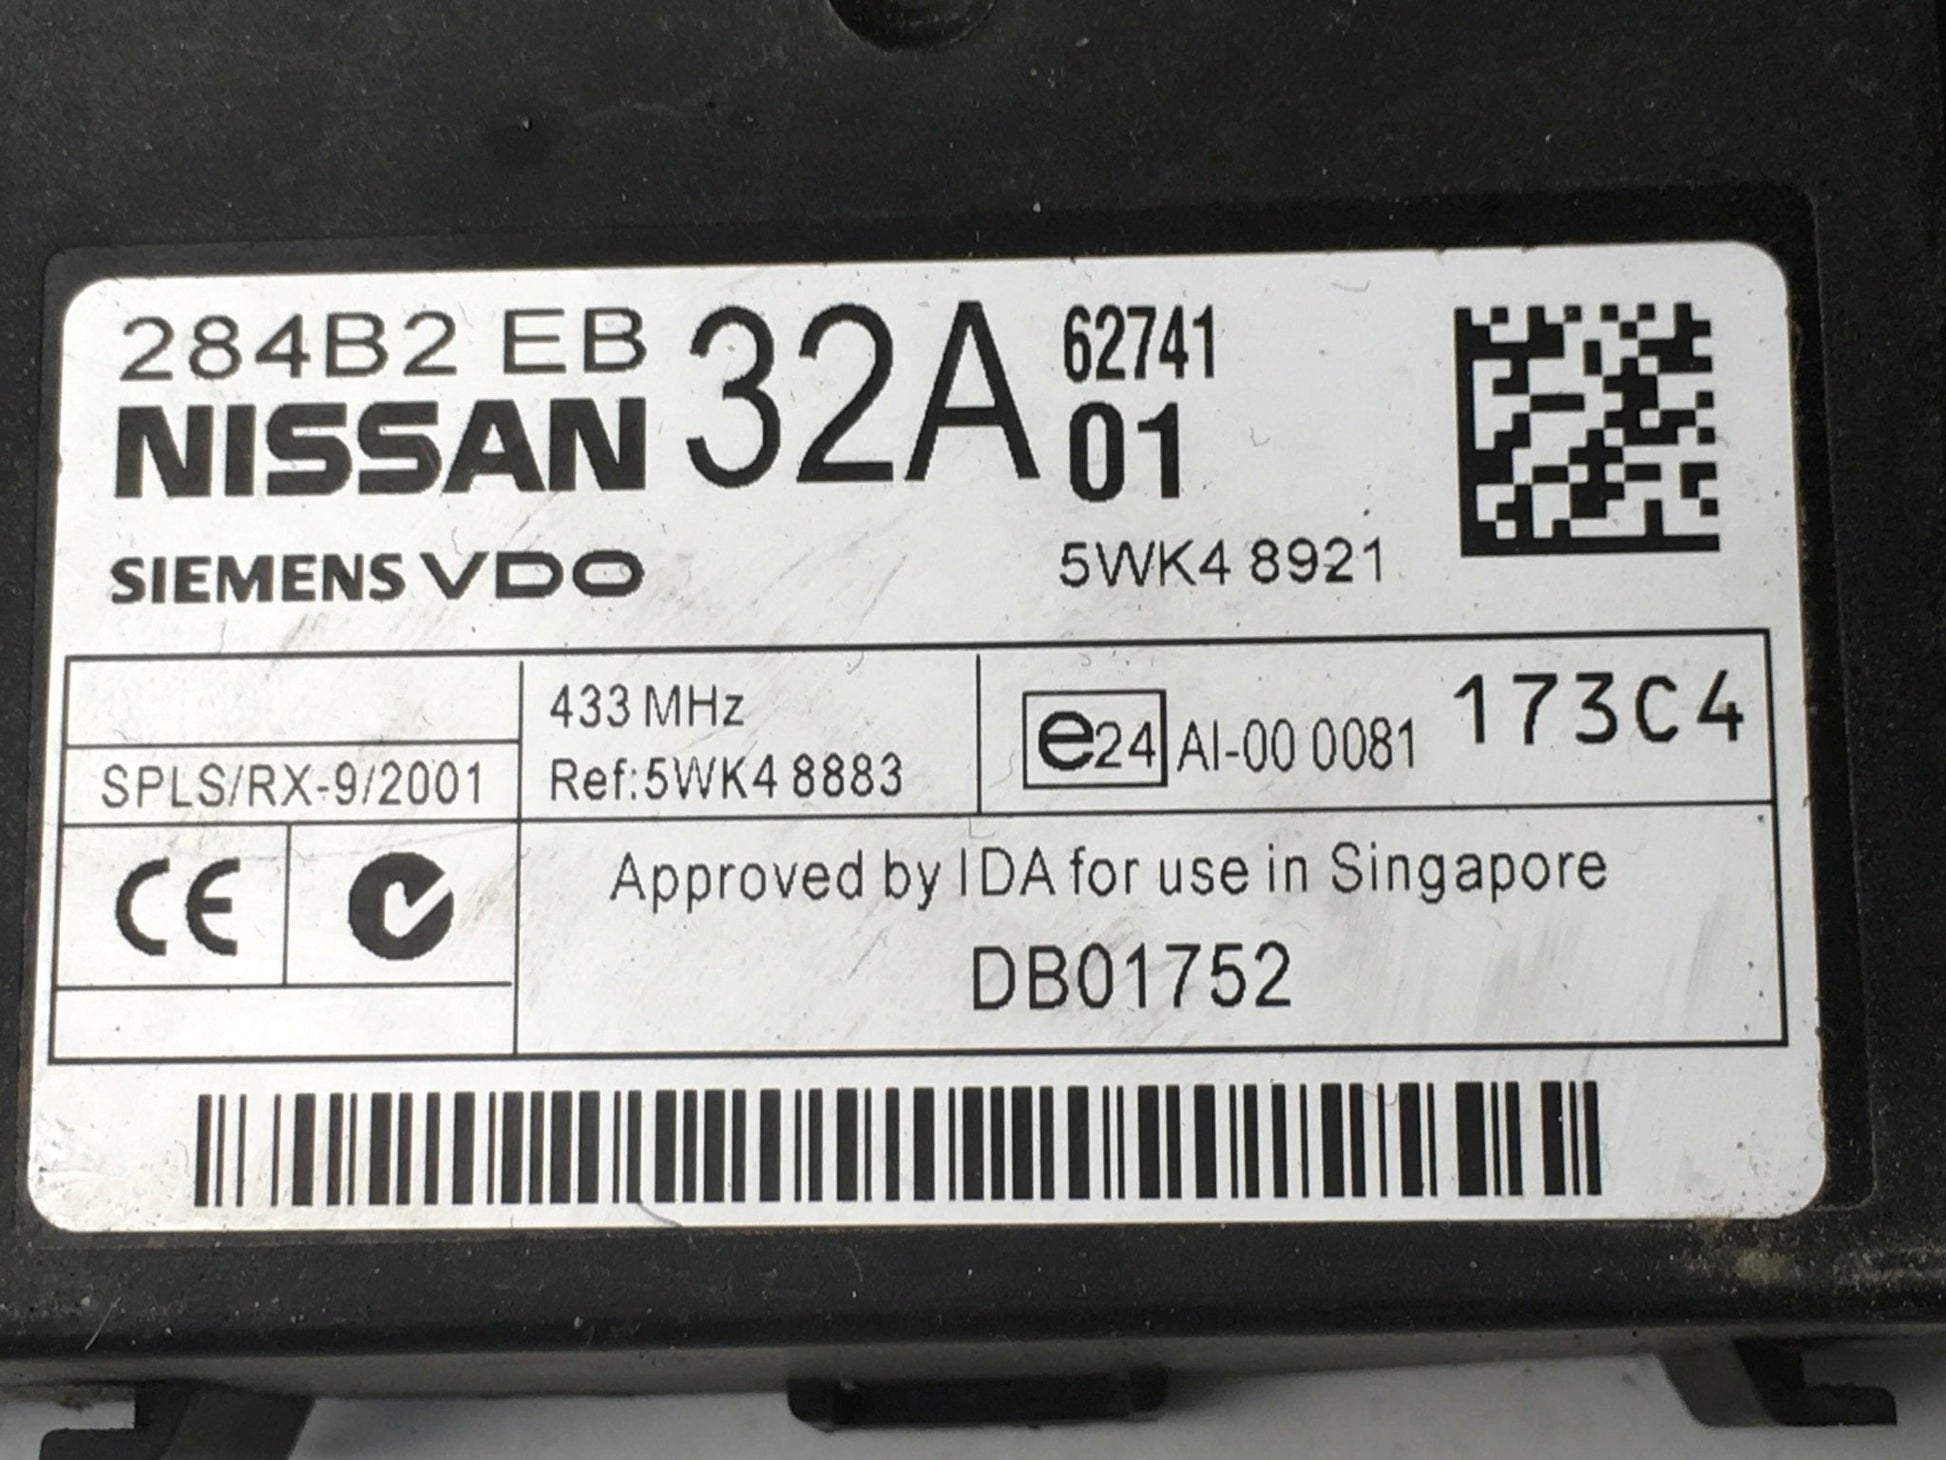 284B2 EB 32A 62741
NISSAN 01
SIEMENS VDO 5WK4 8921
433 MHz
SPLS/RX-9/2001 Ref:5WK4 8883
e24 AI-00 0081 173C4
CE
Approved by IDA for use in Singapore
DB01752